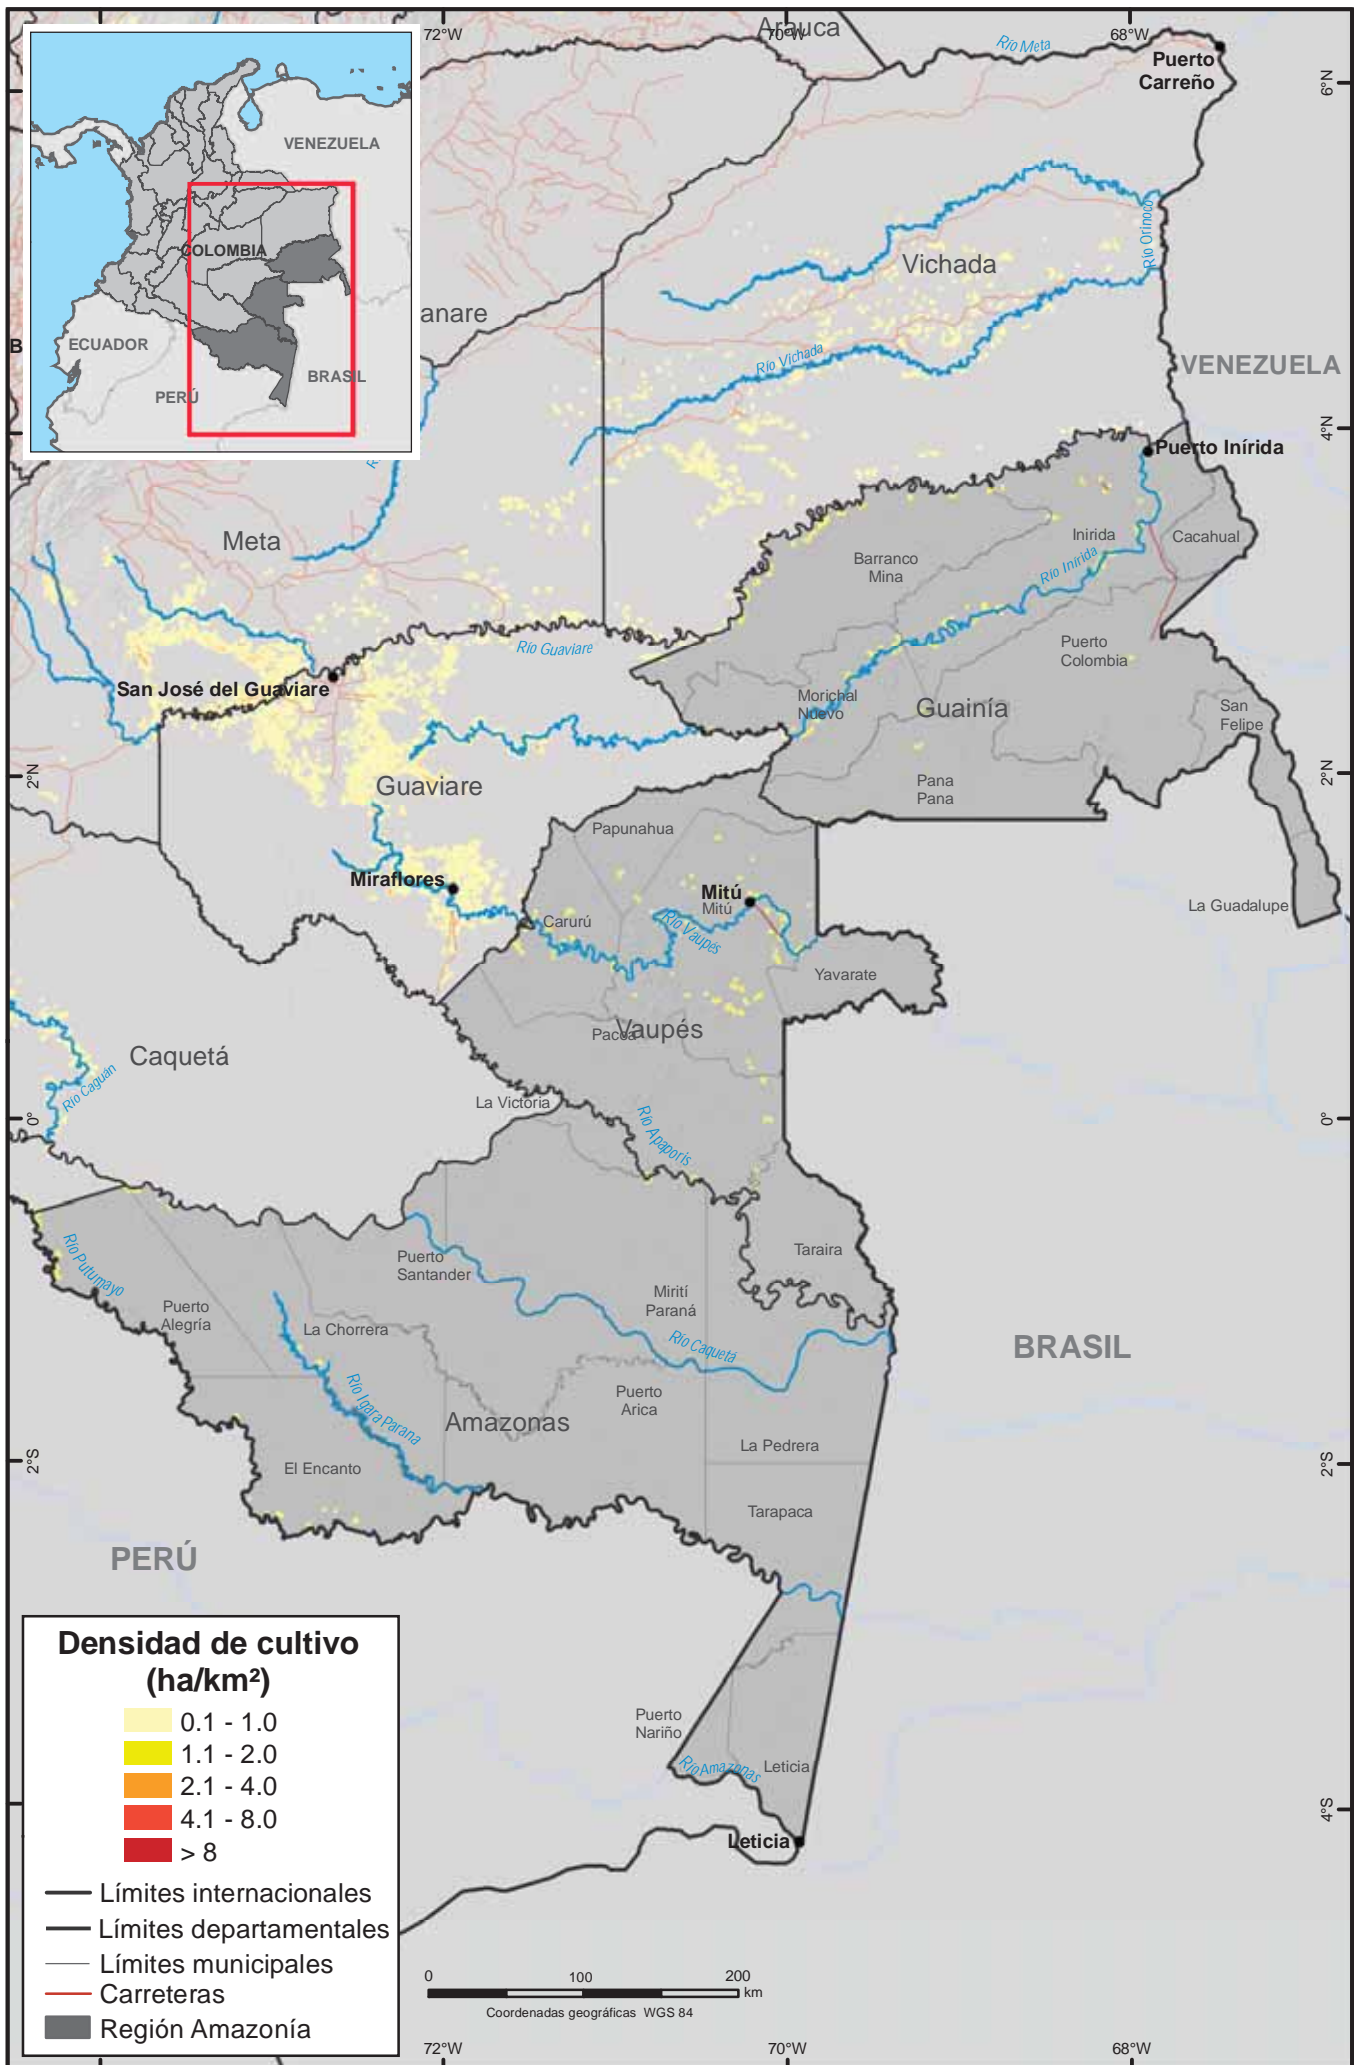 72°W
70°W
68°W
Arauca
Río Meta
Puerto
Carreño
6°N
VENEZUELA
COLOMBIA
ECUADOR
PERÚ
BRASIL
B
anare
Vichada
Río Orinoco
Río Vichada
VENEZUELA
4°N
Puerto Inírida
Meta
Inirida
Cacahual
Barranco
Mina
Río Inírida
Río Guaviare
Puerto
Colombia
San José del Guaviare
Morichal
Nuevo
Guainía
San
Felipe
2°N
2°N
Guaviare
Pana
Pana
Papunahua
Miraflores
Mitú
Mitú
La Guadalupe
Carurú
Río Vaupés
Yavarate
Pacoa
Vaupés
Caquetá
Río Caguán
La Victoria
0°
0°
Río Apaporis
Río Putumayo
Puerto
Santander
Taraira
Mirití
Paraná
Puerto
Alegría
La Chorrera
Río Caquetá
BRASIL
Río Igara Parana
Puerto
Arica
Amazonas
La Pedrera
2°S
2°S
El Encanto
Tarapaca
PERÚ
Densidad de cultivo
(ha/km²)
0.1 - 1.0
1.1 - 2.0
2.1 - 4.0
4.1 - 8.0
> 8
Límites internacionales
Límites departamentales
Límites municipales
Carreteras
Región Amazonía
Puerto
Nariño
Río Amazonas
Leticia
4°S
Leticia
0
100
200
km
Coordenadas geográficas WGS 84
72°W
70°W
68°W